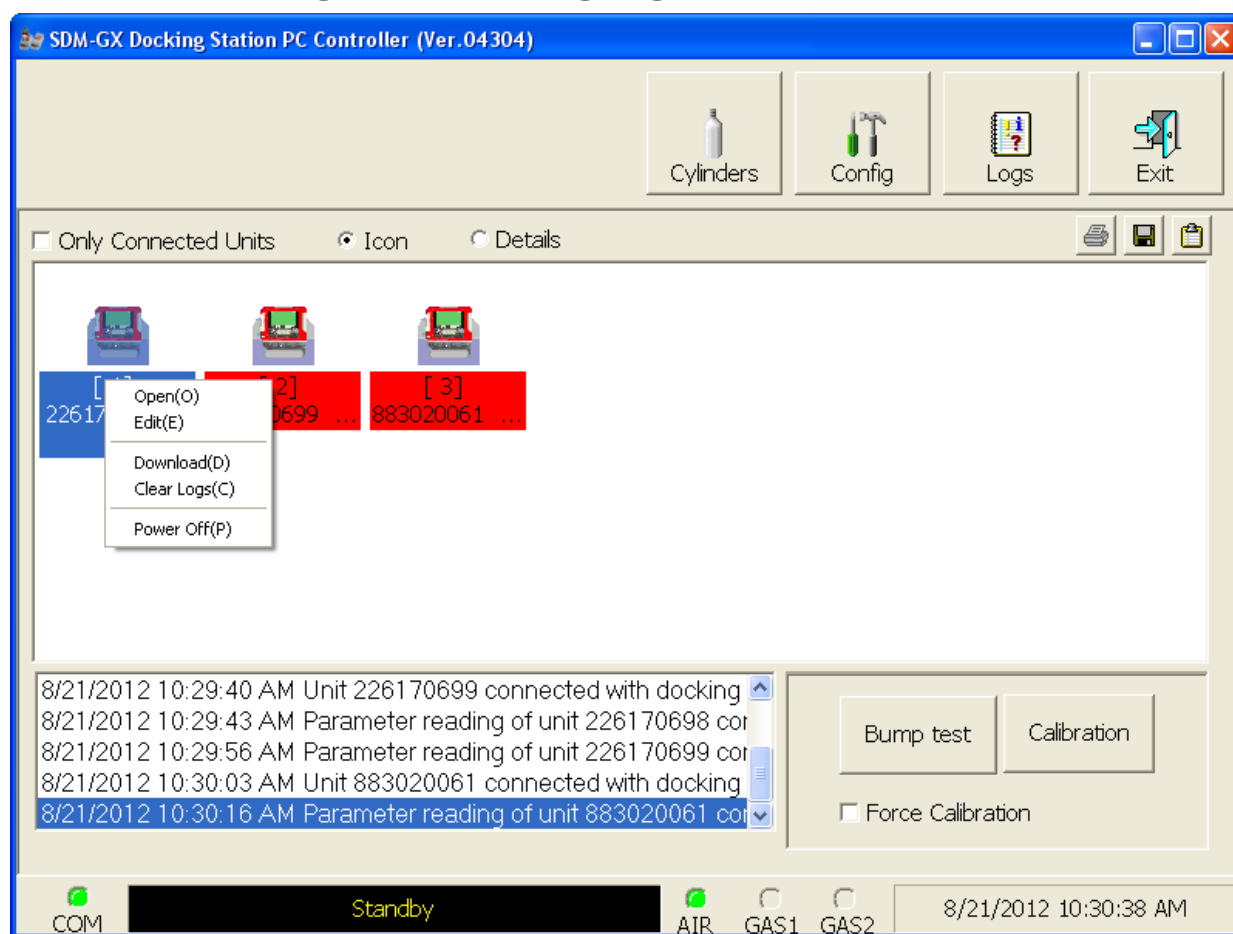 SDM-GX Docking Station PC Controller (Ver.04304)
Cylinders Config Logs Exit
Only Connected Units Icon Details
[ 2] [ 3]
22617 0699 ... 883020061 ...
Open(O)
Edit(E)
Download(D)
Clear Logs(C)
Power Off(P)
8/21/2012 10:29:40 AM Unit 226170699 connected with docking
8/21/2012 10:29:43 AM Parameter reading of unit 226170698 cor
8/21/2012 10:29:56 AM Parameter reading of unit 226170699 cor
8/21/2012 10:30:03 AM Unit 883020061 connected with docking
8/21/2012 10:30:16 AM Parameter reading of unit 883020061 cor
Bump test Calibration
Force Calibration
COM Standby AIR GAS1 GAS2 8/21/2012 10:30:38 AM